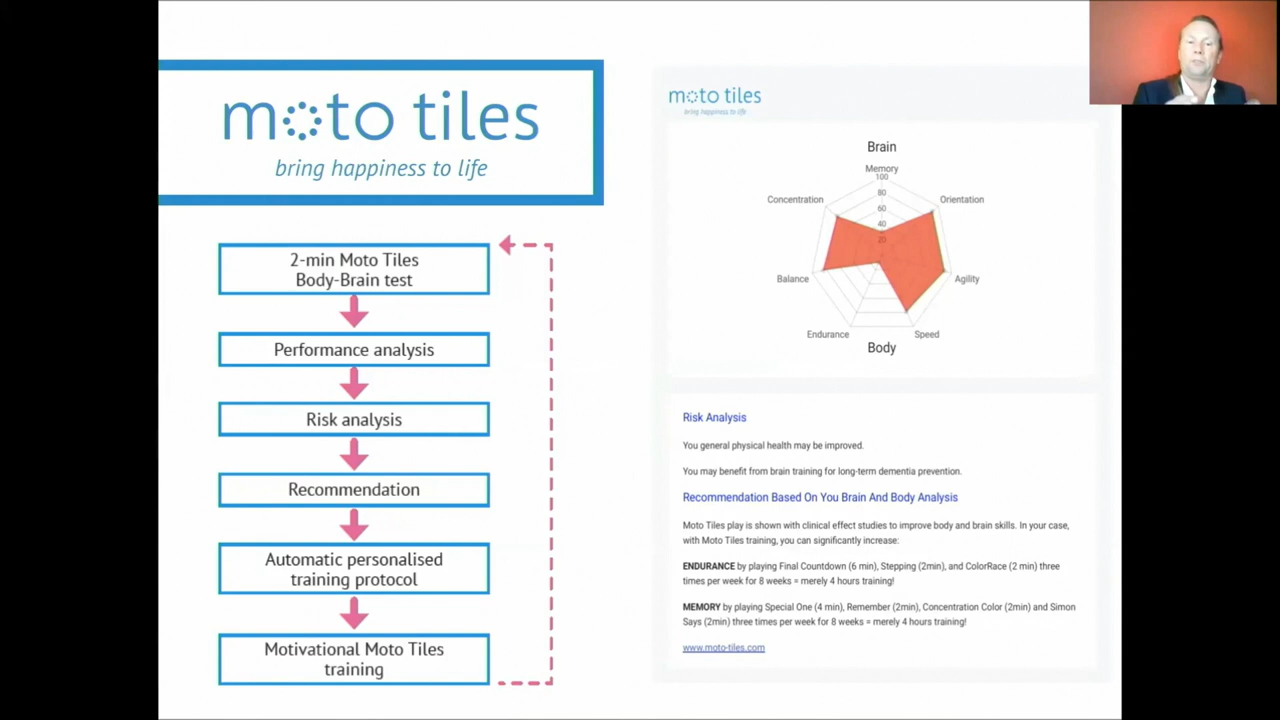 moto tiles
bring happiness to life
2-min Moto Tiles
Body-Brain test
Performance analysis
Risk analysis
Recommendation
Automatic personalised
training protocol
Motivational Moto Tiles
training
moto tiles
bring happiness to life
Brain
Memory
100
80
60
40
20
Concentration
Orientation
Balance
Agility
Endurance
Speed
Body
Risk Analysis
You general physical health may be improved.
You may benefit from brain training for long-term dementia prevention.
Recommendation Based On You Brain And Body Analysis
Moto Tiles play is shown with clinical effect studies to improve body and brain skills. In your case,
with Moto Tiles training, you can significantly increase:
ENDURANCE by playing Final Countdown (6 min), Stepping (2min), and ColorRace (2 min) three
times per week for 8 weeks = merely 4 hours training!
MEMORY by playing Special One (4 min), Remember (2min), Concentration Color (2min) and Simon
Says (2min) three times per week for 8 weeks = merely 4 hours training!
www.moto-tiles.com